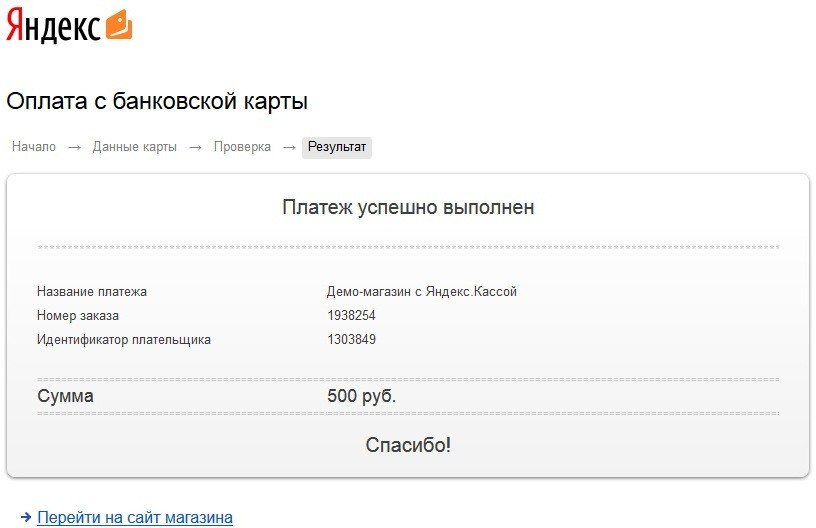 Яндекс
Оплата с банковской карты
Начало → Данные карты → Проверка → Результат
Платеж успешно выполнен
Название платежа Демо-магазин с Яндекс.Кассой
Номер заказа 1938254
Идентификатор плательщика 1303849
Сумма 500 руб.
Спасибо!
→ Перейти на сайт магазина